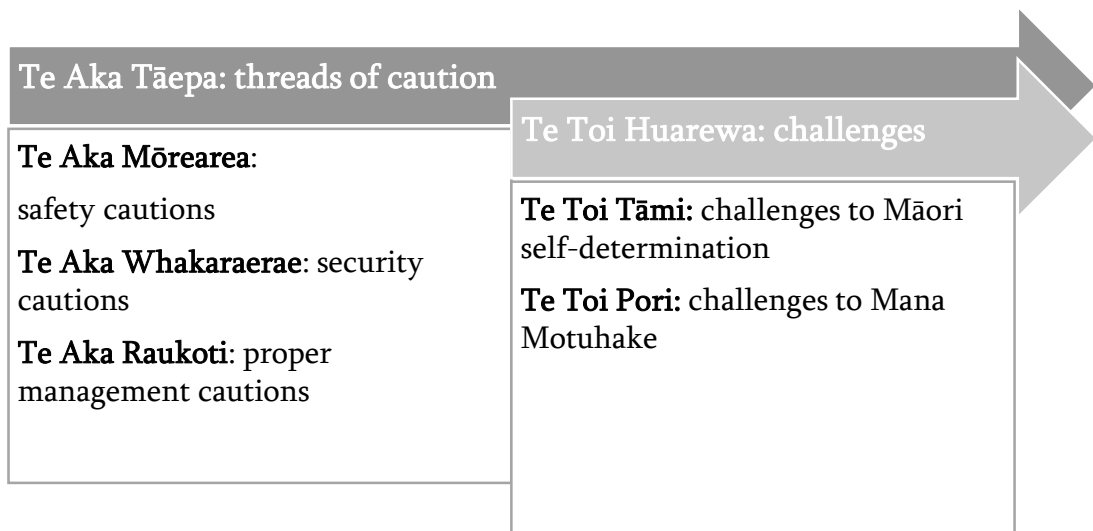 Te Aka Tāepa: threads of caution
Te Aka Mōrearea:
safety cautions
Te Aka Whakaraerae: security
cautions
Te Aka Raukoti: proper
management cautions
Te Toi Huarewa: challenges
Te Toi Tāmi: challenges to Māori
self-determination
Te Toi Pori: challenges to Mana
Motuhake